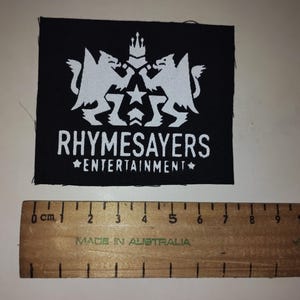 RHYMESAYERS
★ENTERTAINMENT★
0 cm 1 2 3 4 5 6 7 8 9
MADE IN AUSTRALIA